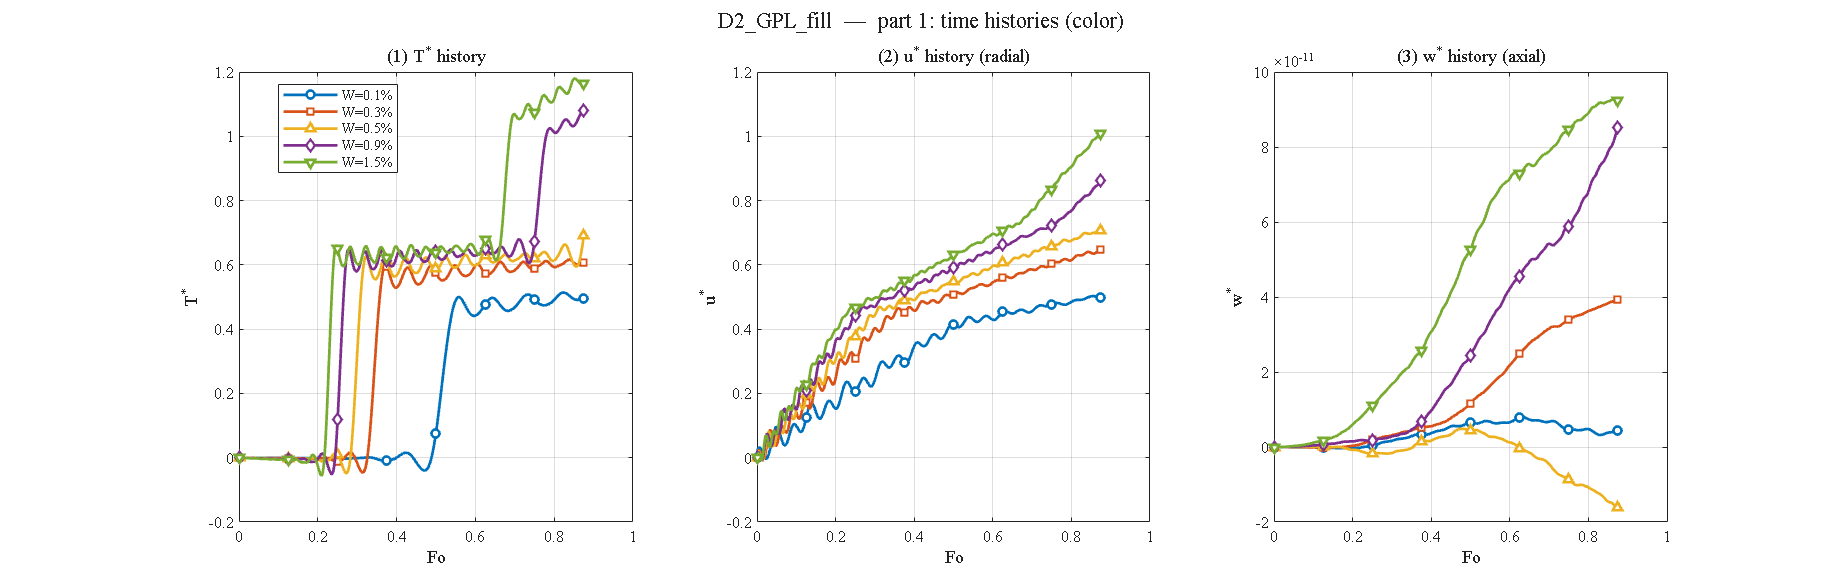 D2_GPL_fill — part 1: time histories (color)
(1) T* history
1.2
1
0.8
0.6
0.4
0.2
0
-0.2
T*
0 0.2 0.4 0.6 0.8 1
Fo
W=0.1%
W=0.3%
W=0.5%
W=0.9%
W=1.5%
(2) u* history (radial)
1.2
1
0.8
0.6
0.4
0.2
0
-0.2
u*
0 0.2 0.4 0.6 0.8 1
Fo
(3) w* history (axial)
×10-11
10
8
6
4
2
0
-2
w*
0 0.2 0.4 0.6 0.8 1
Fo